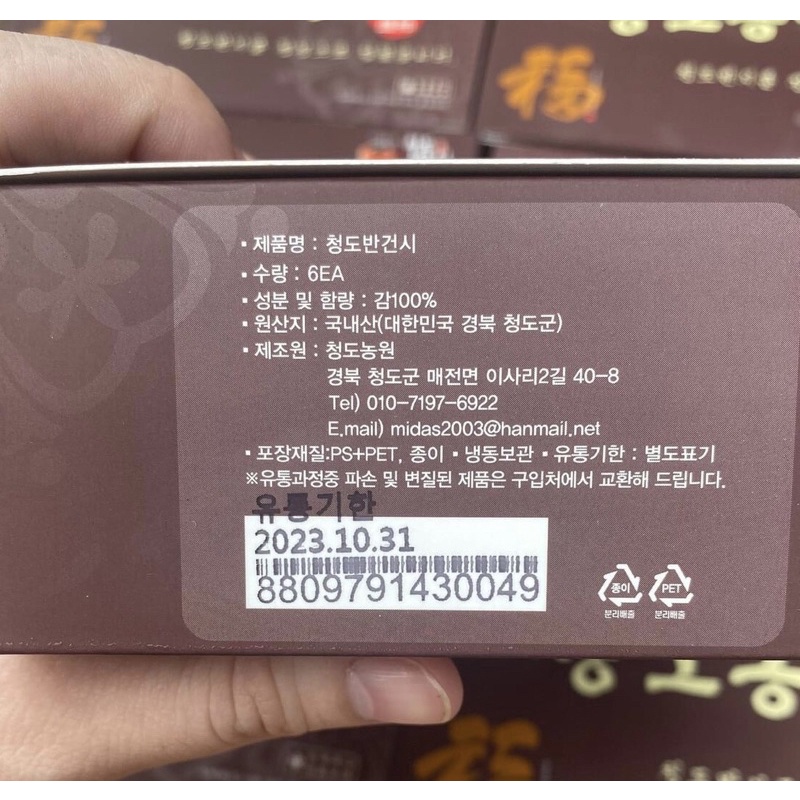 福
• 제품명 : 청도반건시
• 수량 : 6EA
• 성분 및 함량 : 감100%
• 원산지 : 국내산(대한민국 경북 청도군)
• 제조원 : 청도농원
경북 청도군 매전면 이사리2길 40-8
Tel) 010-7197-6922
E.mail) midas2003@hanmail.net
• 포장재질:PS+PET, 종이 • 냉동보관 • 유통기한 : 별도표기
※유통과정중 파손 및 변질된 제품은 구입처에서 교환해 드립니다.
유통기한
2023.10.31
8809791430049
종이 PET
분리배출 분리배출